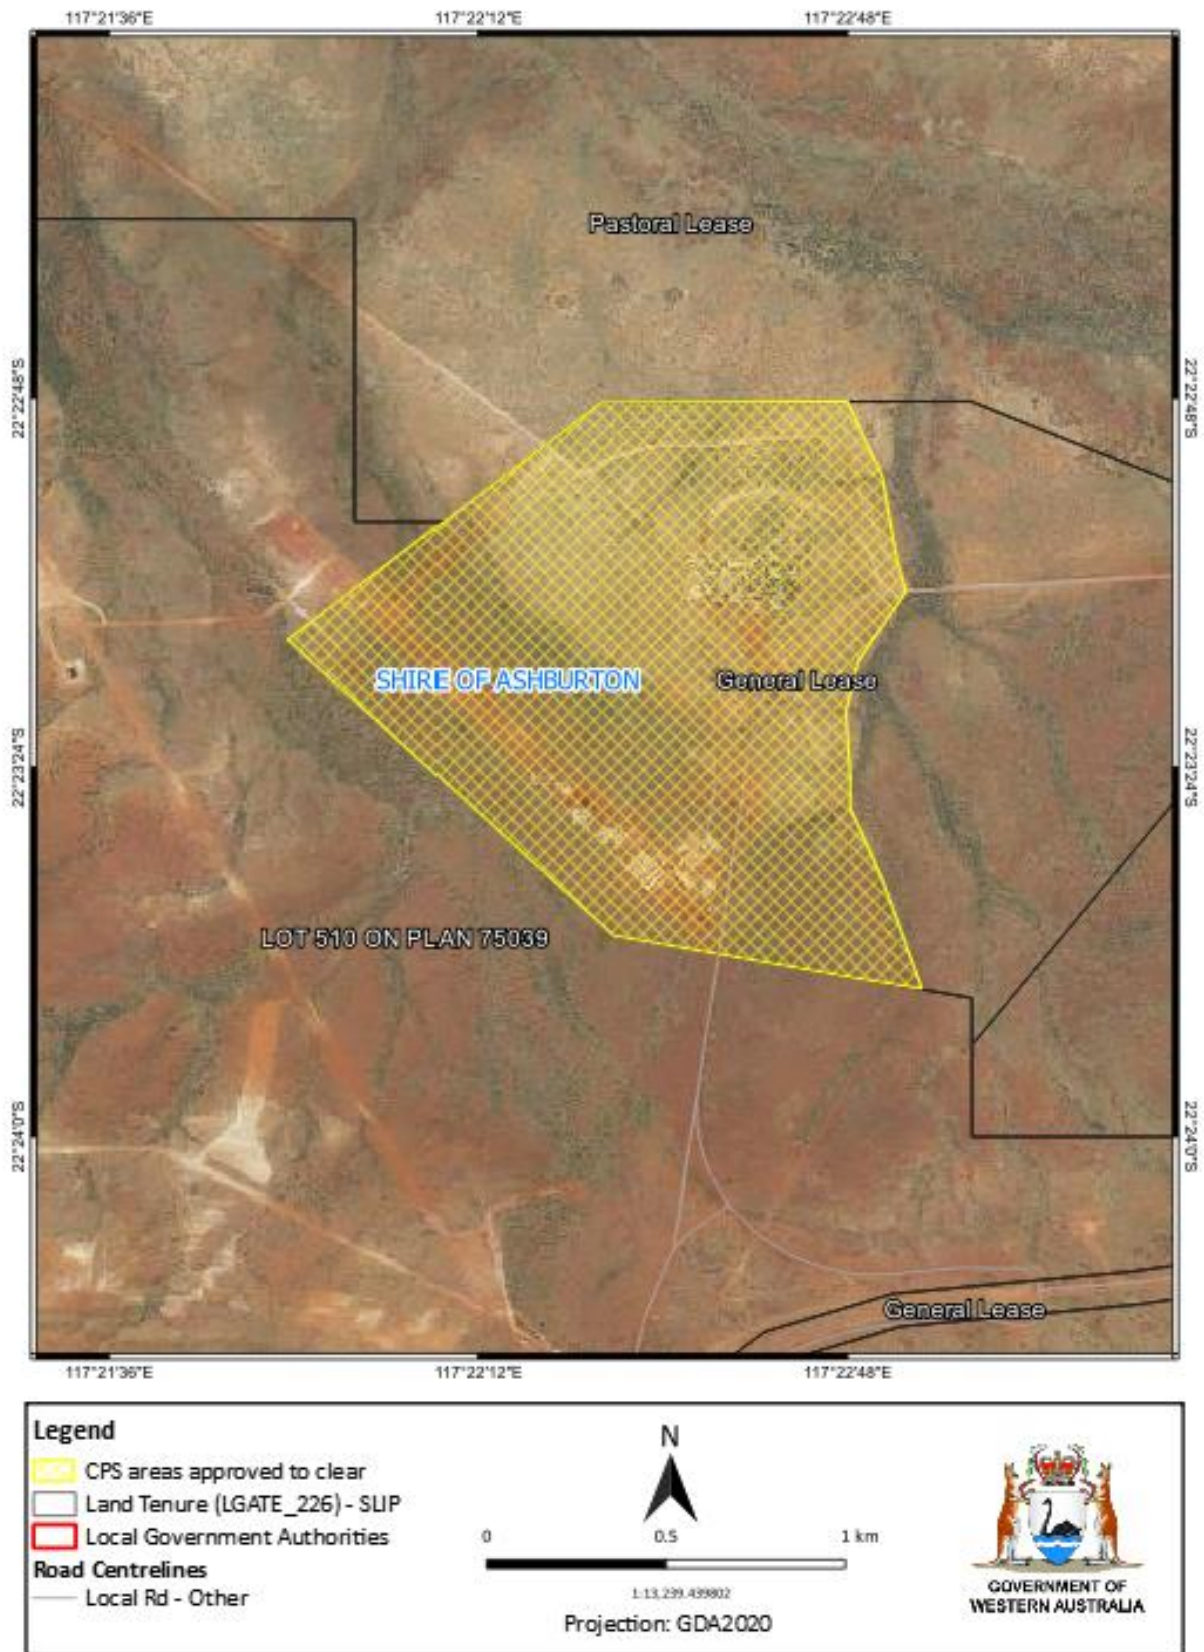 117°21'36"E 117°22'12"E 117°22'48"E
Pastoral Lease
22°22'48"S 22°22'48"S
SHIRE OF ASHBURTON General Lease
22°23'24"S 22°23'24"S
LOT 510 ON PLAN 75039
22°24'0"S 22°24'0"S
General Lease
117°21'36"E 117°22'12"E 117°22'48"E
Legend
CPS areas approved to clear
Land Tenure (LGATE_226) - SLIP
Local Government Authorities
Road Centrelines
Local Rd - Other
N
0 0.5 1 km
1:13,239.439802
Projection: GDA2020
GOVERNMENT OF
WESTERN AUSTRALIA